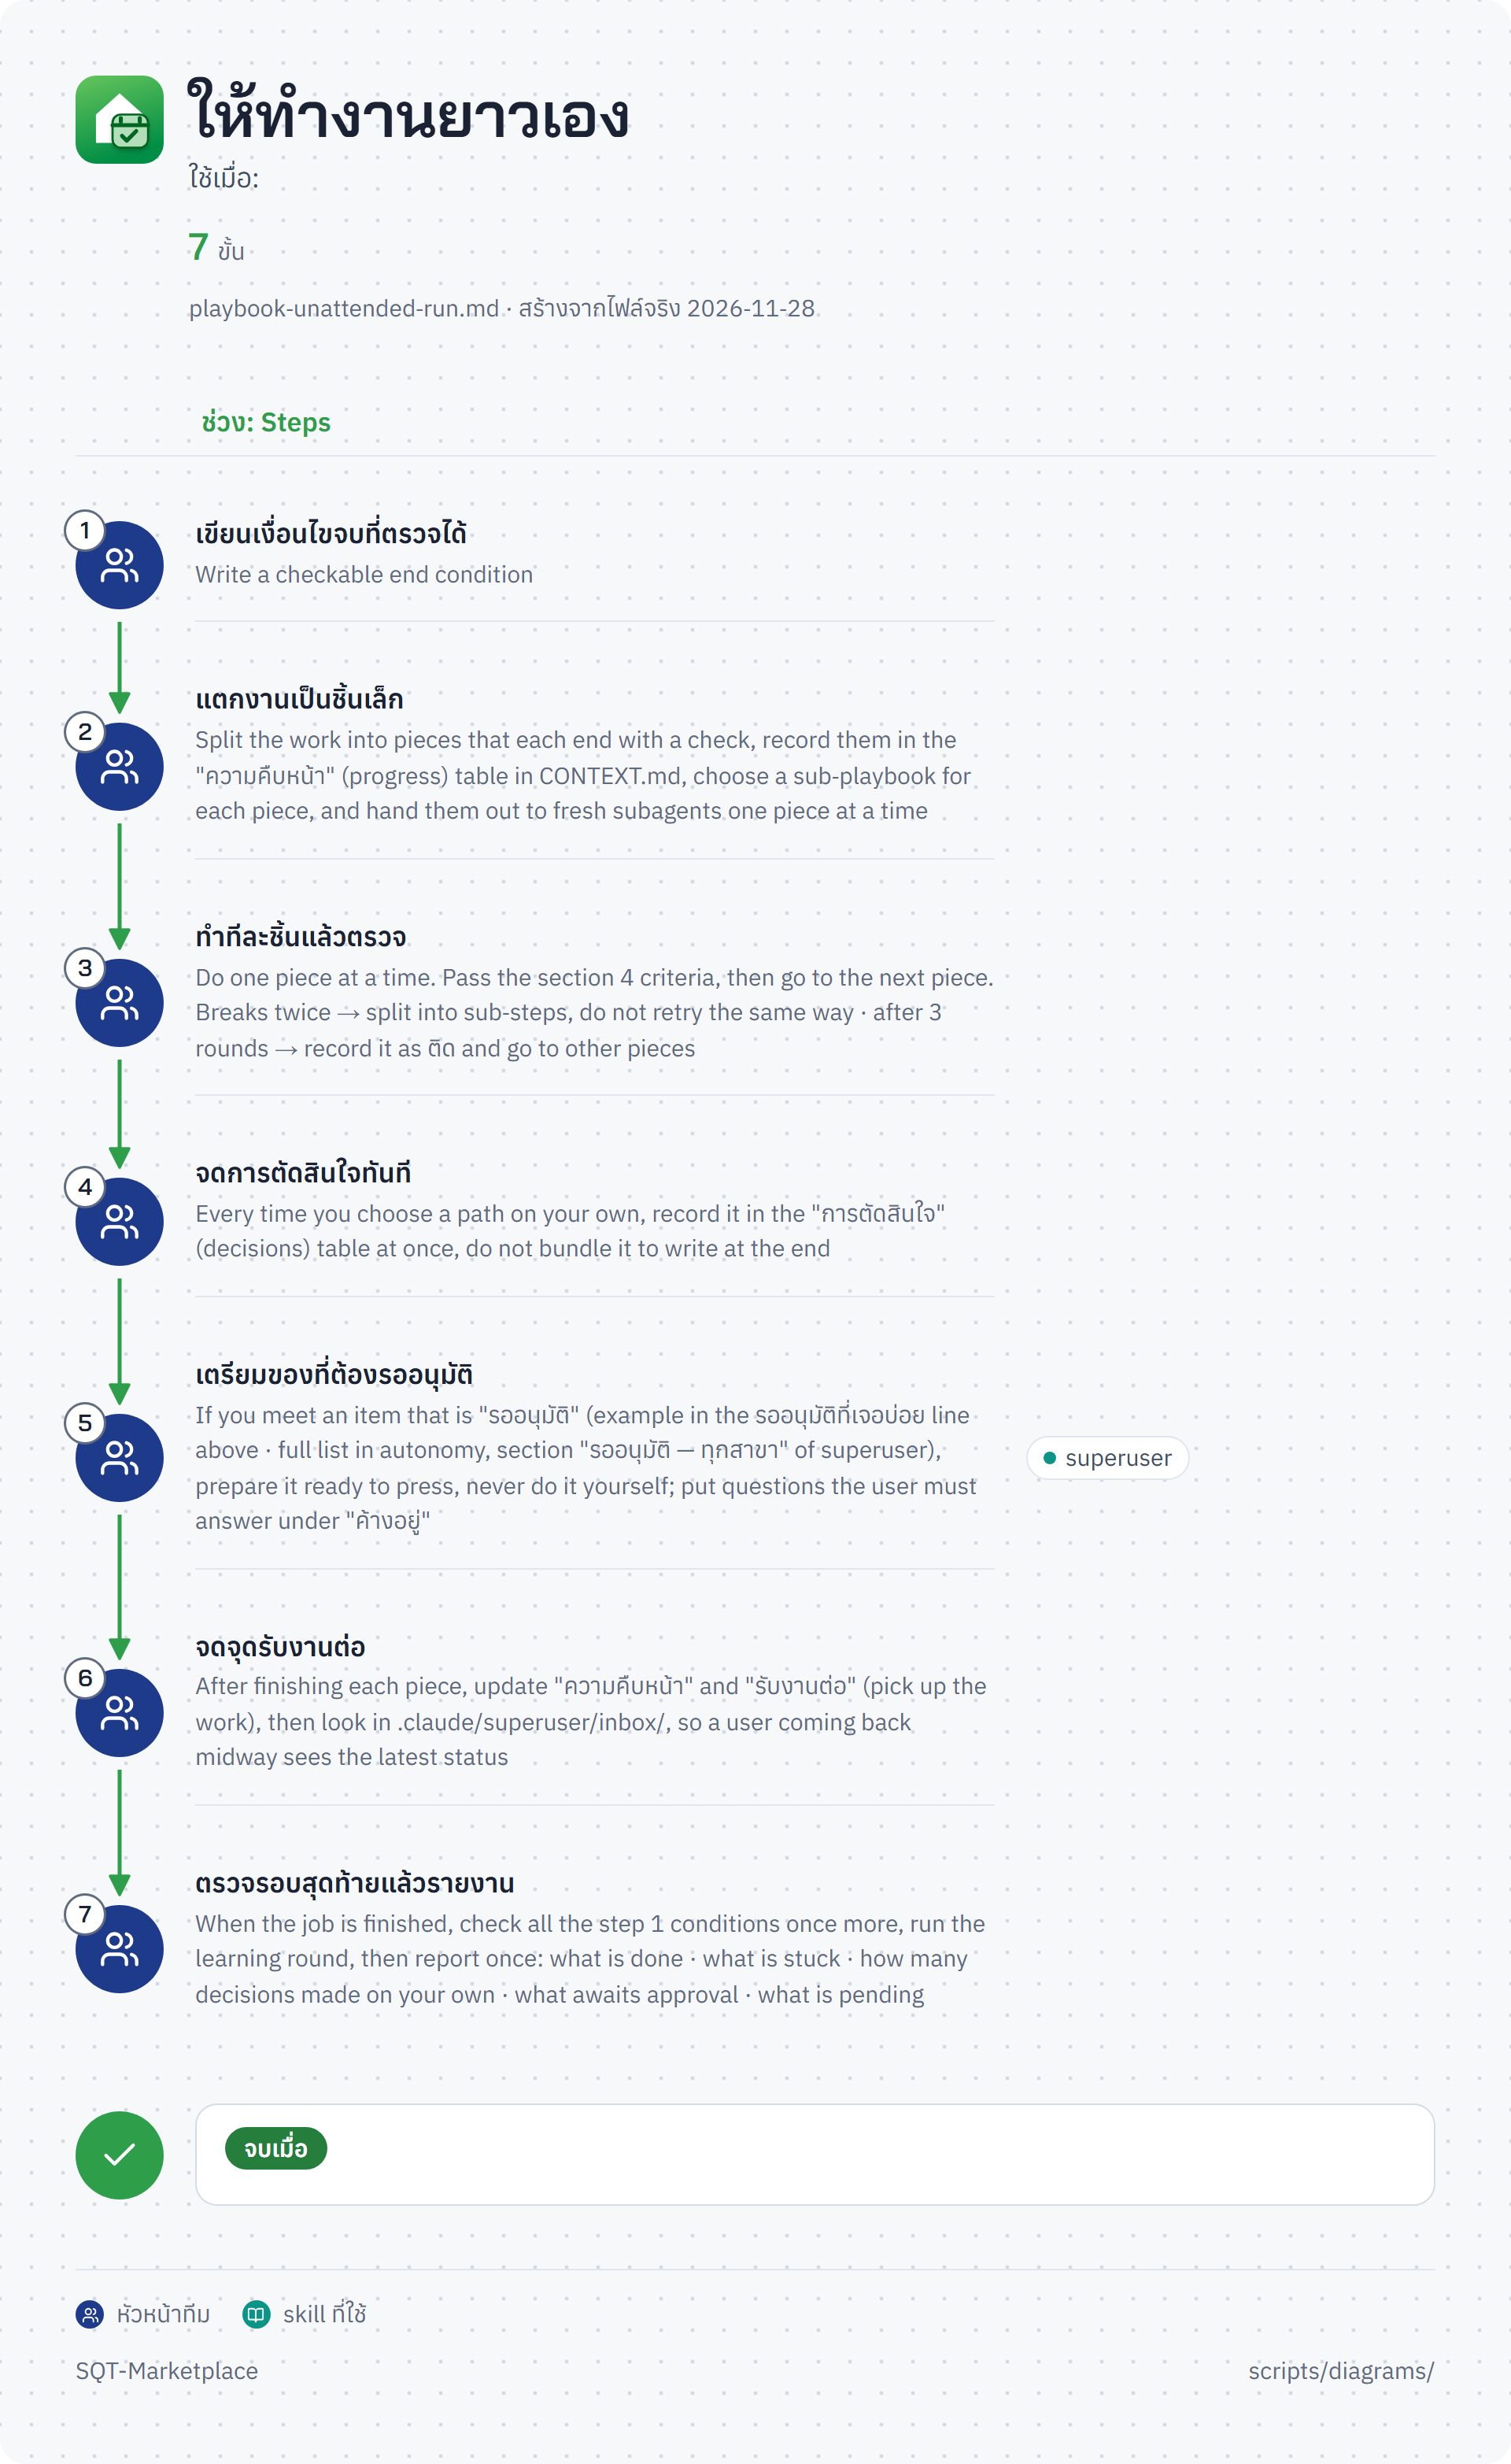 ให้ทำงานยาวเอง
ใช้เมื่อ:
7 ขั้น
playbook-unattended-run.md · สร้างจากไฟล์จริง 2026-11-28
ช่วง: Steps
1
เขียนเงื่อนไขจบที่ตรวจได้
Write a checkable end condition
2
แตกงานเป็นชิ้นเล็ก
Split the work into pieces that each end with a check, record them in the
"ความคืบหน้า" (progress) table in CONTEXT.md, choose a sub-playbook for
each piece, and hand them out to fresh subagents one piece at a time
3
ทำทีละชิ้นแล้วตรวจ
Do one piece at a time. Pass the section 4 criteria, then go to the next piece.
Breaks twice → split into sub-steps, do not retry the same way · after 3
rounds → record it as ติด and go to other pieces
4
จดการตัดสินใจทันที
Every time you choose a path on your own, record it in the "การตัดสินใจ"
(decisions) table at once, do not bundle it to write at the end
5
เตรียมของที่ต้องรออนุมัติ
If you meet an item that is "รออนุมัติ" (example in the รออนุมัติที่เจอบ่อย line
above · full list in autonomy, section "รออนุมัติ — ทุกสาขา" of superuser),
prepare it ready to press, never do it yourself; put questions the user must
answer under "ค้างอยู่"
superuser
6
จดจุดรับงานต่อ
After finishing each piece, update "ความคืบหน้า" and "รับงานต่อ" (pick up the
work), then look in .claude/superuser/inbox/, so a user coming back
midway sees the latest status
7
ตรวจรอบสุดท้ายแล้วรายงาน
When the job is finished, check all the step 1 conditions once more, run the
learning round, then report once: what is done · what is stuck · how many
decisions made on your own · what awaits approval · what is pending
จบเมื่อ
หัวหน้าทีม
skill ที่ใช้
SQT-Marketplace
scripts/diagrams/